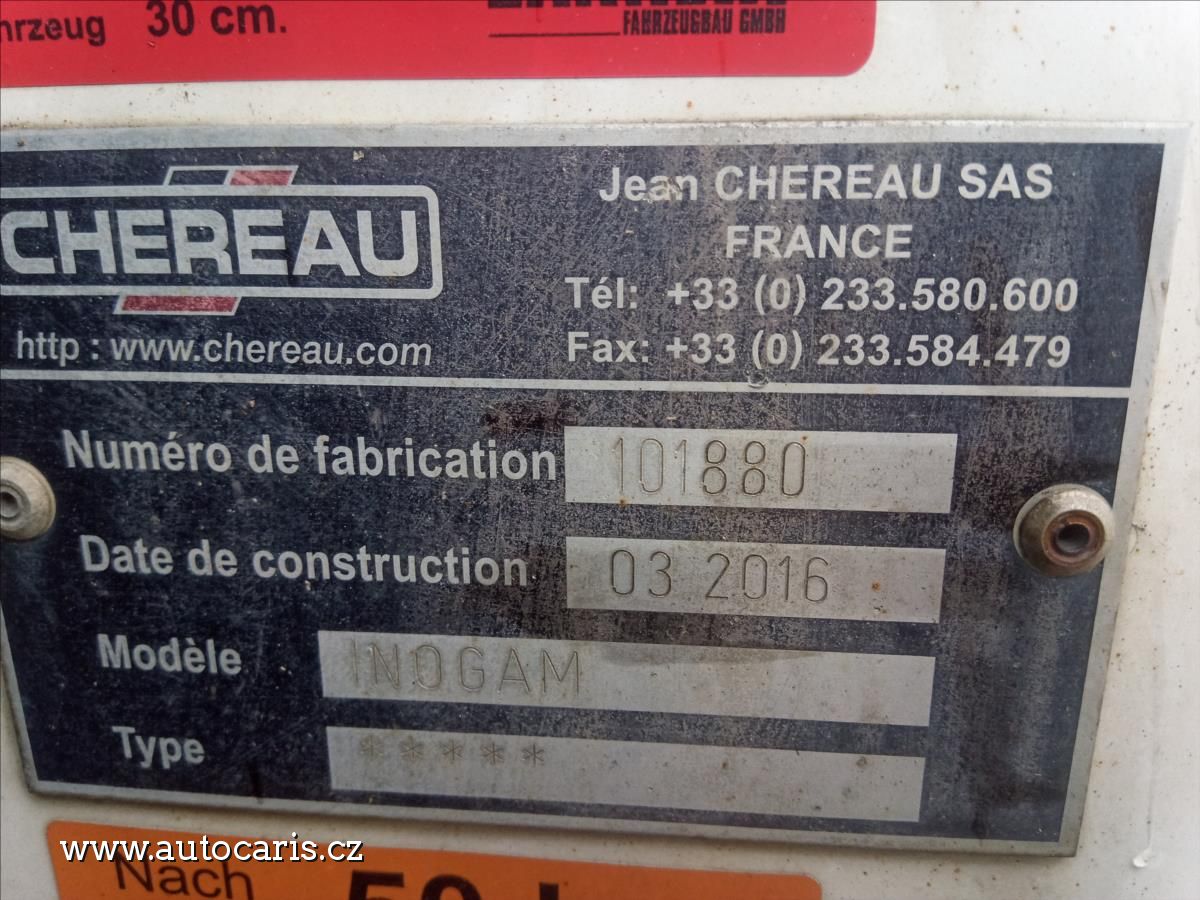 30 cm.
FAHRZEUGBAU GMBH
CHEREAU
http : www.chereau.com
Jean CHEREAU SAS
FRANCE
Tél: +33 (0) 233.580.600
Fax: +33 (0) 233.584.479
Numéro de fabrication 101880
Date de construction 03 2016
Modèle INOGAM
Type *****
www.autocaris.cz
Nach